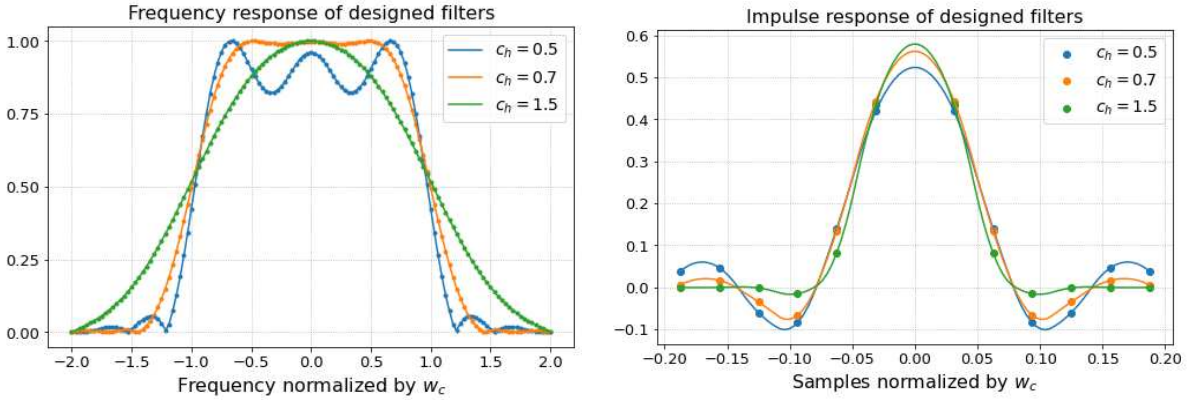 Frequency response of designed filters
1.00
0.75
0.50
0.25
0.00
c_h = 0.5
c_h = 0.7
c_h = 1.5
−2.0 −1.5 −1.0 −0.5 0.0 0.5 1.0 1.5 2.0
Frequency normalized by w_c
Impulse response of designed filters
0.6
0.5
0.4
0.3
0.2
0.1
0.0
−0.1
c_h = 0.5
c_h = 0.7
c_h = 1.5
−0.20 −0.15 −0.10 −0.05 0.00 0.05 0.10 0.15 0.20
Samples normalized by w_c